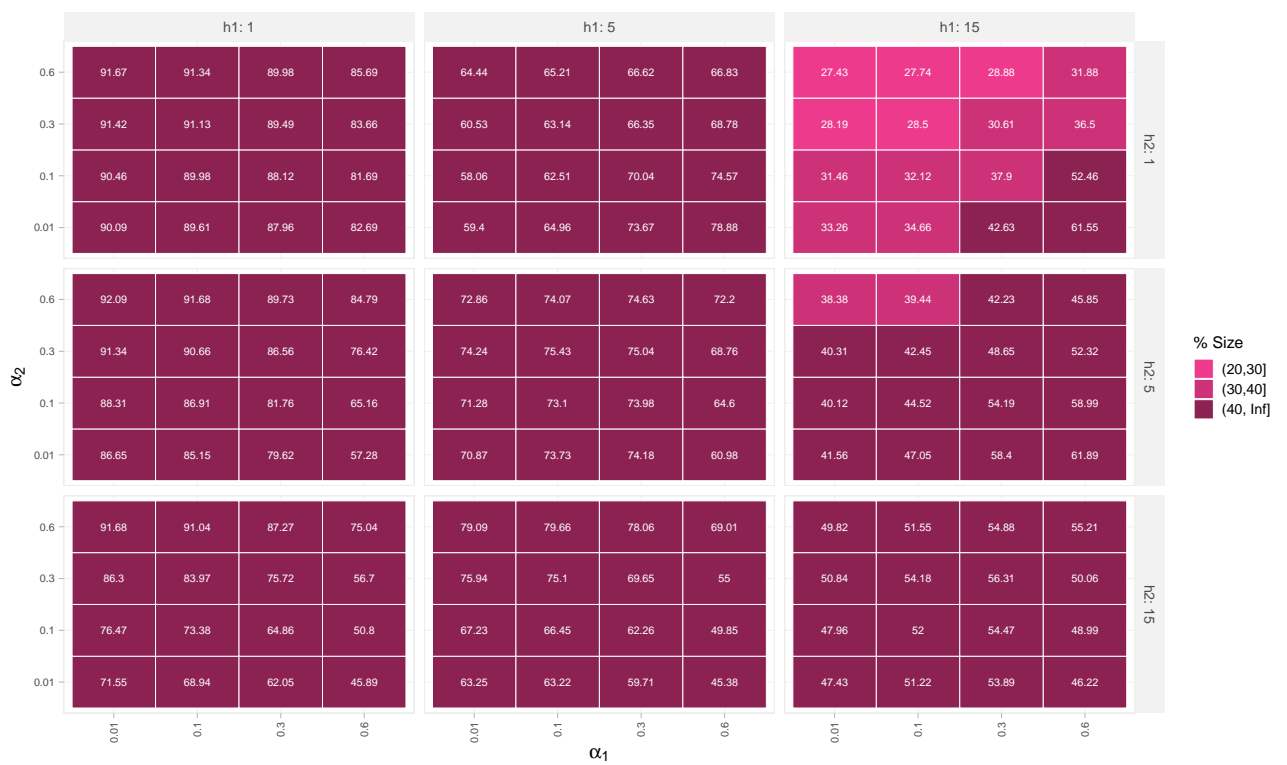 h1: 1 h1: 5 h1: 15
0.6 91.67 91.34 89.98 85.69 64.44 65.21 66.62 66.83 27.43 27.74 28.88 31.88
0.3 91.42 91.13 89.49 83.66 60.53 63.14 66.35 68.78 28.19 28.5 30.61 36.5
h2: 1
0.1 90.46 89.98 88.12 81.69 58.06 62.51 70.04 74.57 31.46 32.12 37.9 52.46
0.01 90.09 89.61 87.96 82.69 59.4 64.96 73.67 78.88 33.26 34.66 42.63 61.55
0.6 92.09 91.68 89.73 84.79 72.86 74.07 74.63 72.2 38.38 39.44 42.23 45.85
0.3 91.34 90.66 86.56 76.42 74.24 75.43 75.04 68.76 40.31 42.45 48.65 52.32
α2
h2: 5
0.1 88.31 86.91 81.76 65.16 71.28 73.1 73.98 64.6 40.12 44.52 54.19 58.99
0.01 86.65 85.15 79.62 57.28 70.87 73.73 74.18 60.98 41.56 47.05 58.4 61.89
% Size
(20,30]
(30,40]
(40, Inf]
0.6 91.68 91.04 87.27 75.04 79.09 79.66 78.06 69.01 49.82 51.55 54.88 55.21
0.3 86.3 83.97 75.72 56.7 75.94 75.1 69.65 55 50.84 54.18 56.31 50.06
h2: 15
0.1 76.47 73.38 64.86 50.8 67.23 66.45 62.26 49.85 47.96 52 54.47 48.99
0.01 71.55 68.94 62.05 45.89 63.25 63.22 59.71 45.38 47.43 51.22 53.89 46.22
0.01 0.1 0.3 0.6 0.01 0.1 0.3 0.6 0.01 0.1 0.3 0.6
α1